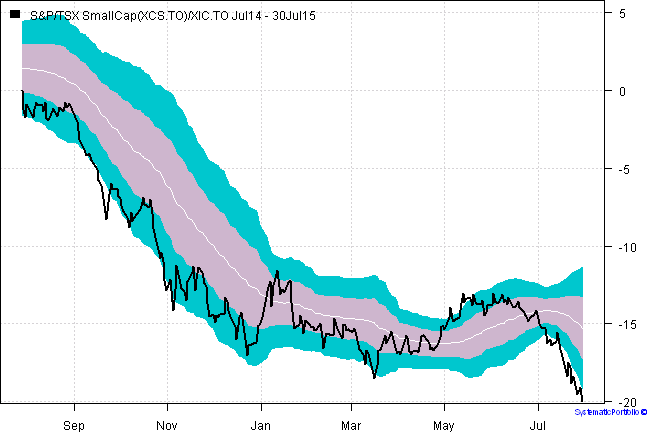 S&P/TSX SmallCap(XCS.TO)/XIC.TO Jul14 - 30Jul15
5
0
-5
-10
-15
-20
SystematicPortfolio ©
Sep Nov Jan Mar May Jul